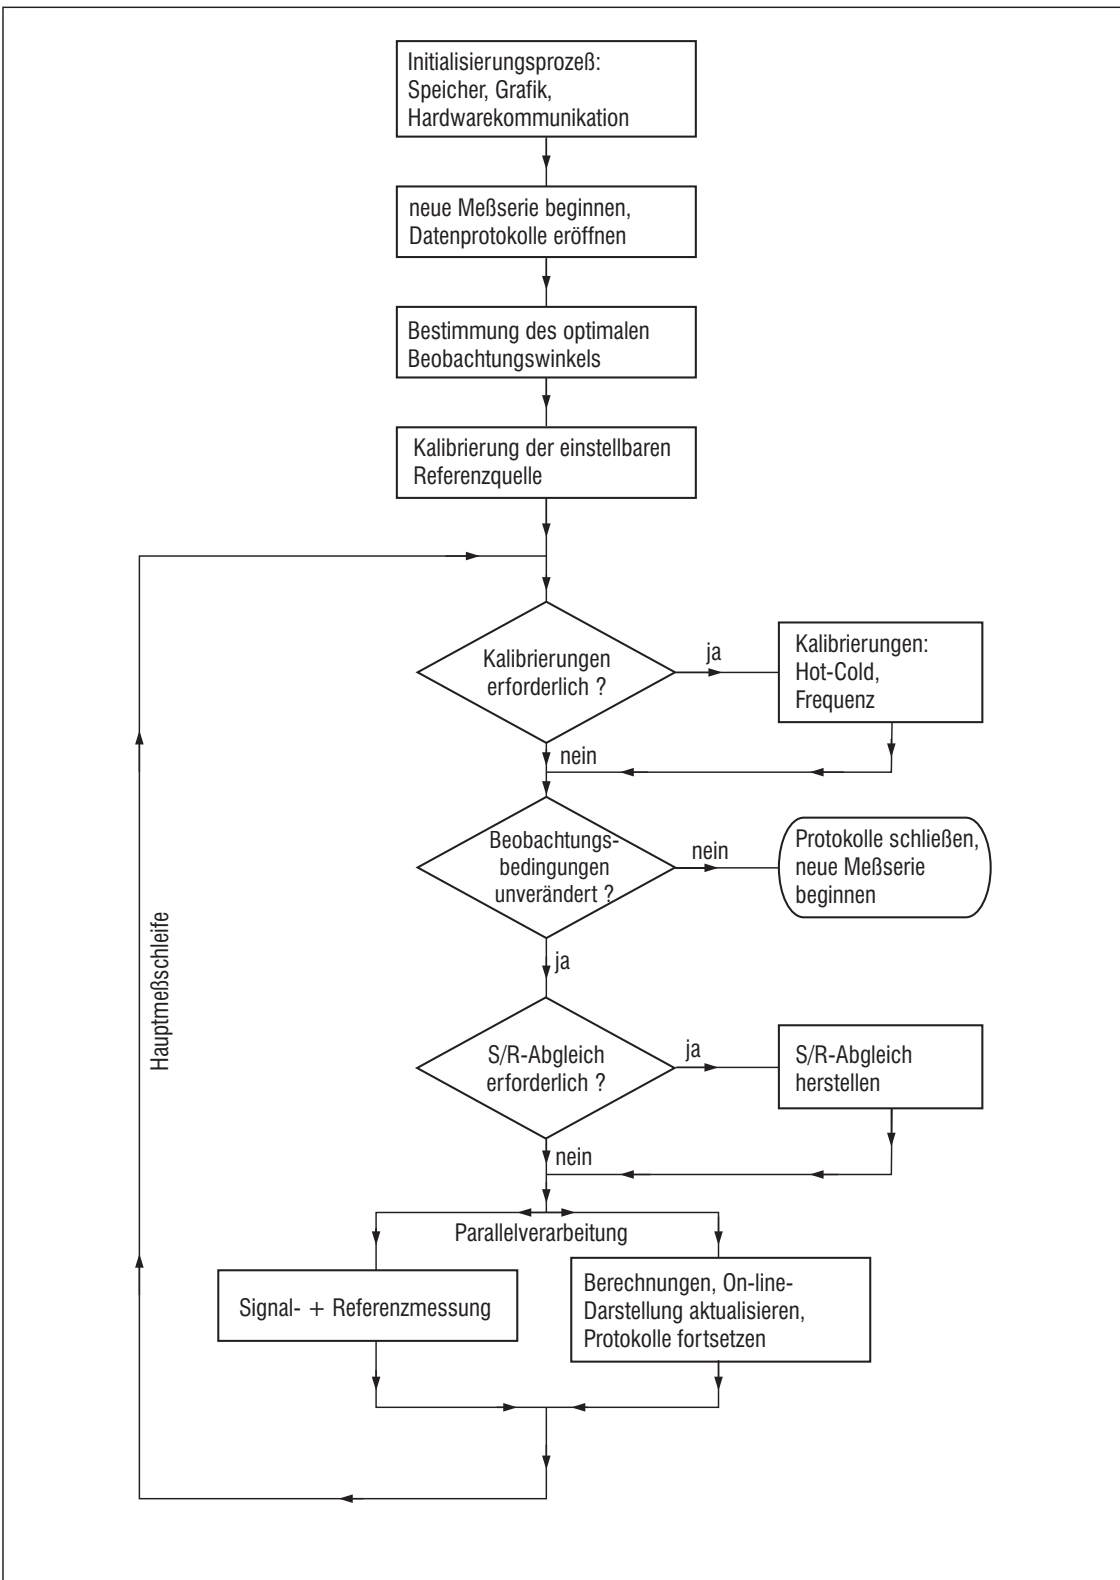 Initialisierungsprozeß:
Speicher, Grafik,
Hardwarekommunikation
neue Meßserie beginnen,
Datenprotokolle eröffnen
Bestimmung des optimalen
Beobachtungswinkels
Kalibrierung der einstellbaren
Referenzquelle
Kalibrierungen
erforderlich ?
ja
Kalibrierungen:
Hot-Cold,
Frequenz
nein
Beobachtungs-
bedingungen
unverändert ?
nein
Protokolle schließen,
neue Meßserie
beginnen
ja
Hauptmeßschleife
S/R-Abgleich
erforderlich ?
ja
S/R-Abgleich
herstellen
nein
Parallelverarbeitung
Signal- + Referenzmessung
Berechnungen, On-line-
Darstellung aktualisieren,
Protokolle fortsetzen